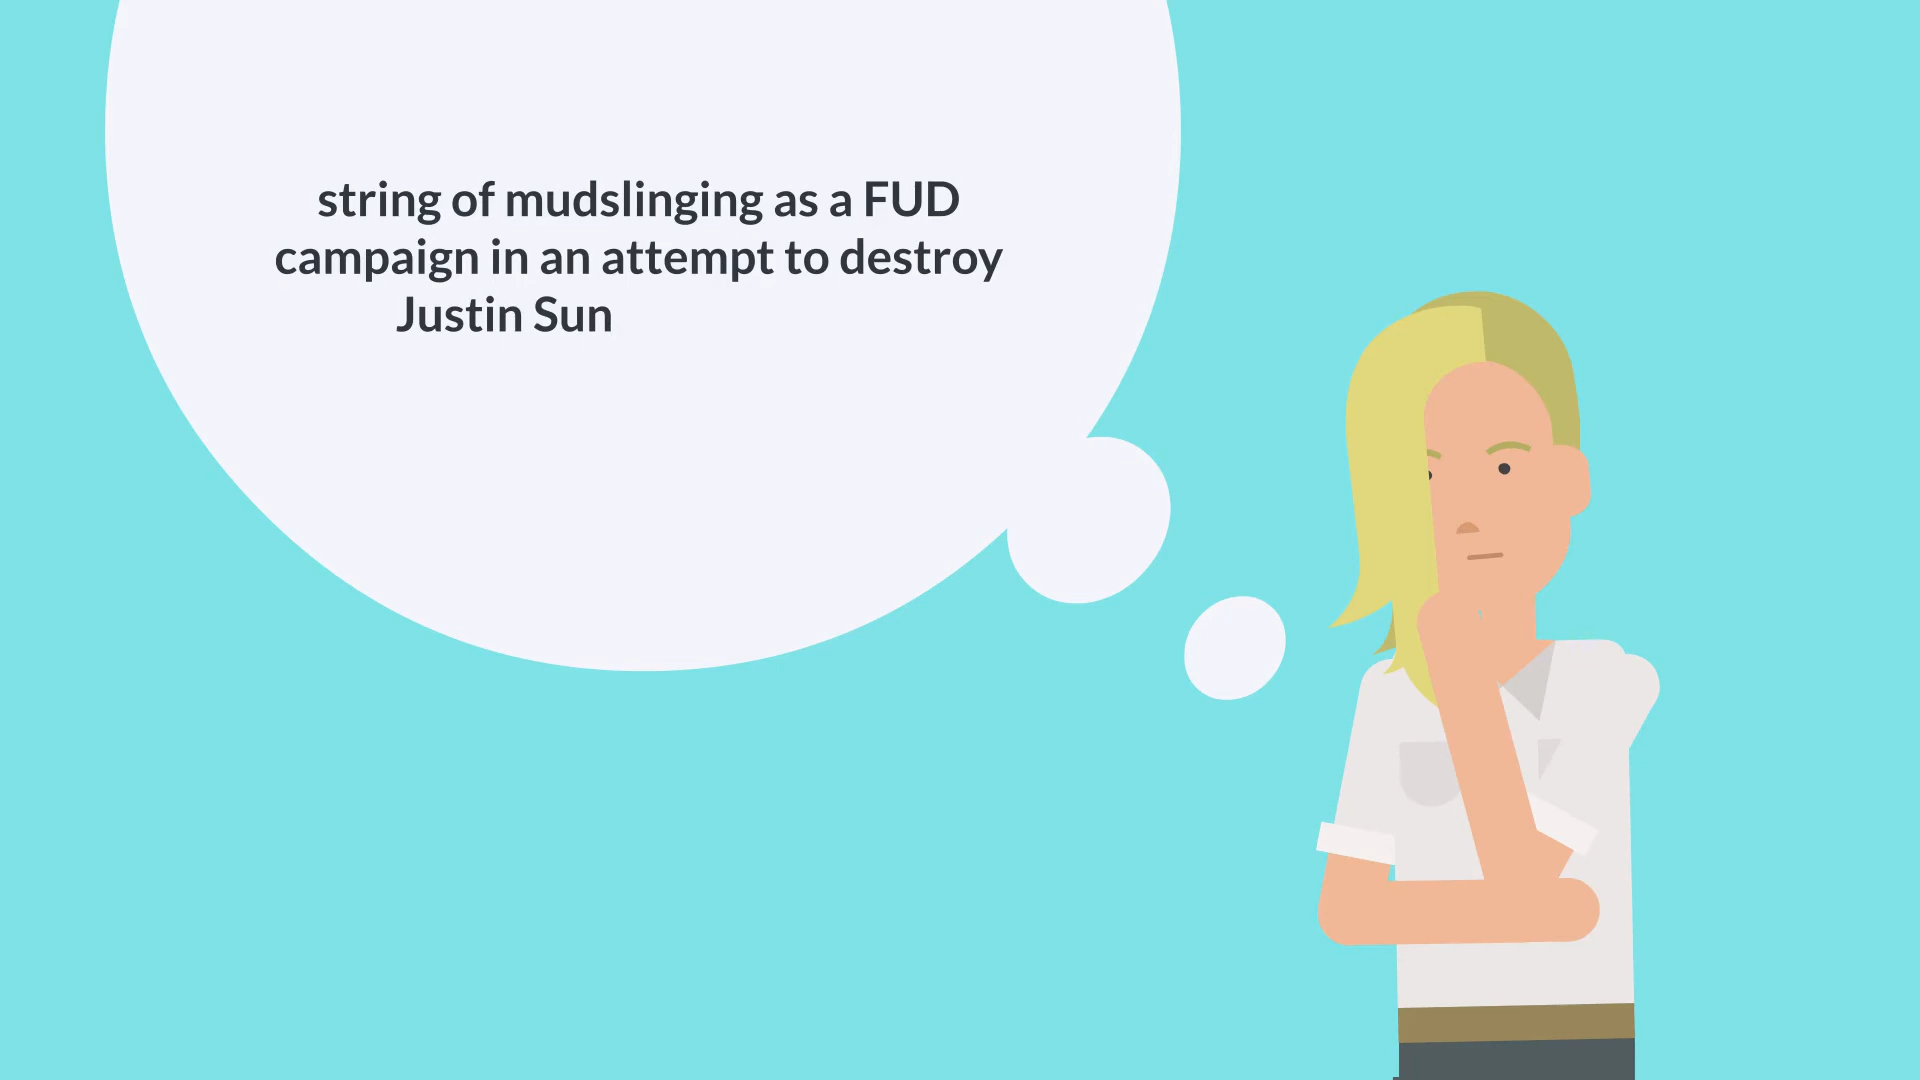 string of mudslinging as a FUD
campaign in an attempt to destroy
Justin Sun